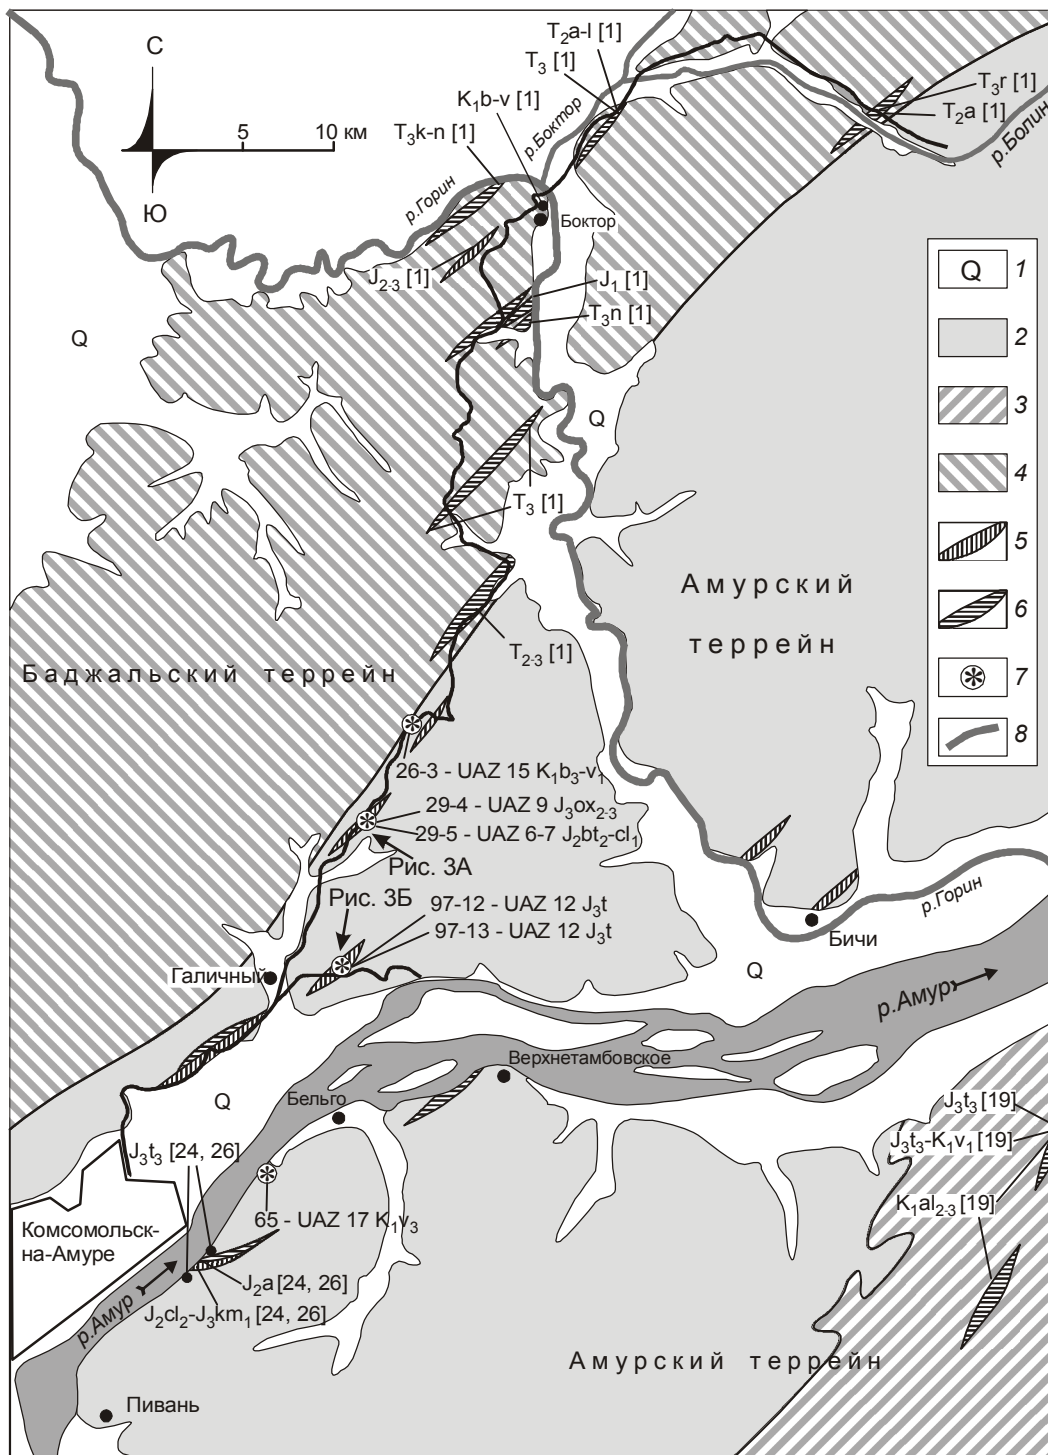 С
Ю
5
10 км
T2a-l [1]
T3 [1]
K1b-v [1]
T3k-n [1]
р.Боктор
р.Горин
Боктор
T3r [1]
T2a [1]
р.Болин
J2-3 [1]
J1 [1]
T3n [1]
Q
Q
Q 1
2
3
4
5
6
7
8
T3 [1]
Амурский
террейн
T2-3 [1]
Баджальский террейн
26-3 - UAZ 15 K1b3-v1
29-4 - UAZ 9 J3ox2-3
29-5 - UAZ 6-7 J2bt2-cl1
Рис. 3А
Рис. 3Б
97-12 - UAZ 12 J3t
97-13 - UAZ 12 J3t
р.Горин
Бичи
Галичный
Q
р.Амур
Верхнетамбовское
Q
Бельго
J3t3 [24, 26]
J3t3 [19]
J3t3-K1v1 [19]
K1al2-3 [19]
65 - UAZ 17 K1v3
Комсомольск-
на-Амуре
J2a [24, 26]
J2cl2-J3km1 [24, 26]
р.Амур
Амурский террейн
Пивань